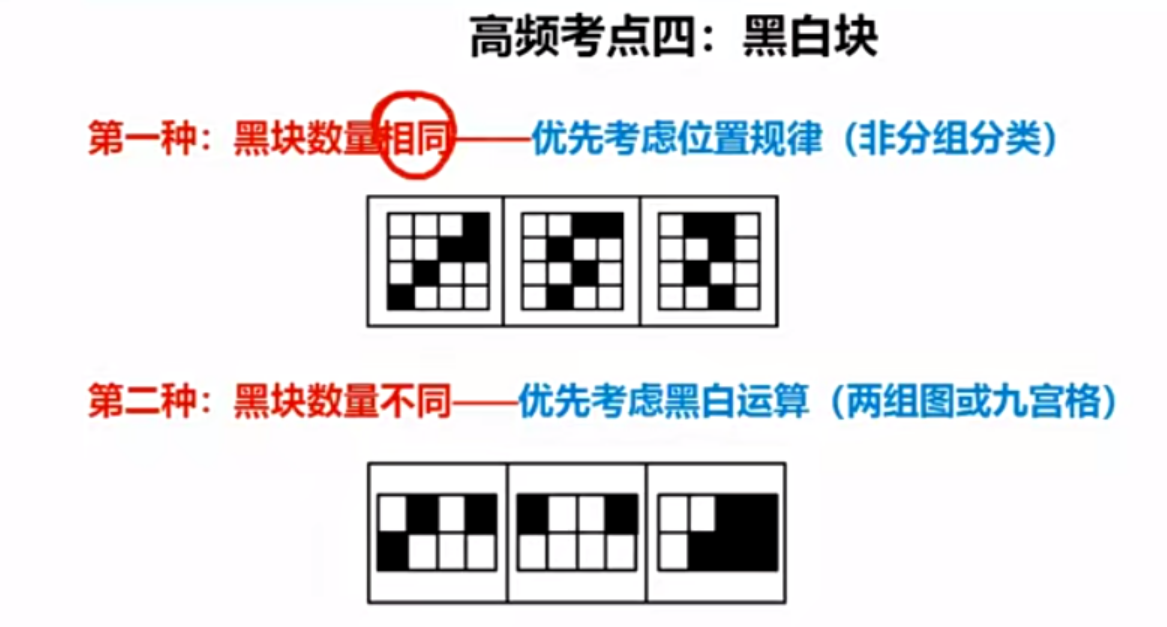 高频考点四：黑白块
第一种：黑块数量相同——优先考虑位置规律（非分组分类）
第二种：黑块数量不同——优先考虑黑白运算（两组图或九宫格）